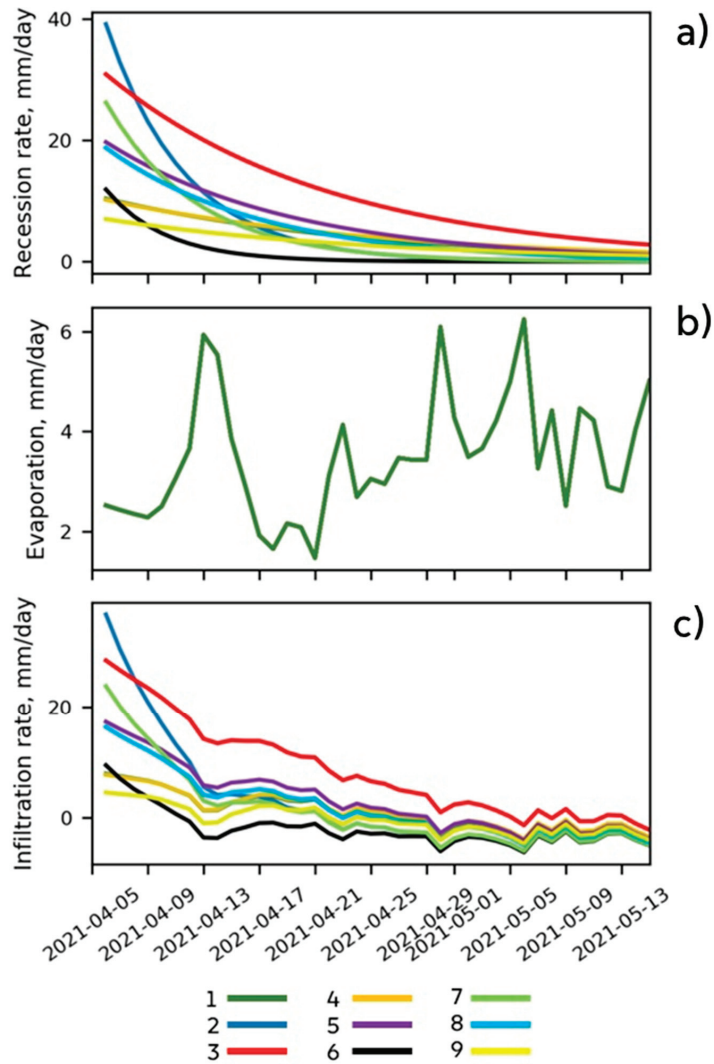 a)
Recession rate, mm/day
40
20
0
b)
Evaporation, mm/day
6
4
2
c)
Infiltration rate, mm/day
20
0
2021-04-05
2021-04-09
2021-04-13
2021-04-17
2021-04-21
2021-04-25
2021-04-29
2021-05-01
2021-05-05
2021-05-09
2021-05-13
1 4 7
2 5 8
3 6 9